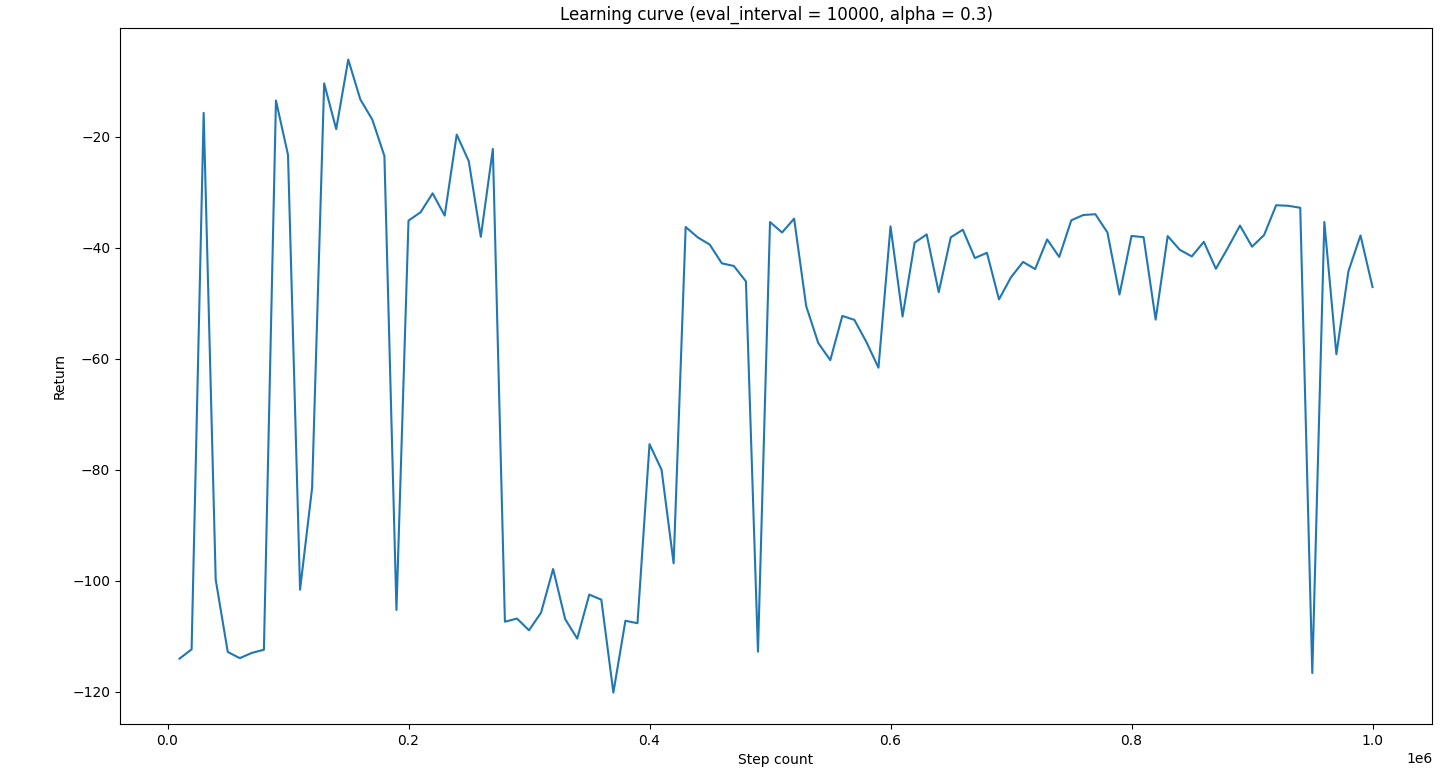 Learning curve (eval_interval = 10000, alpha = 0.3)
−20
−40
−60
−80
−100
−120
Return
0.0 0.2 0.4 0.6 0.8 1.0
1e6
Step count